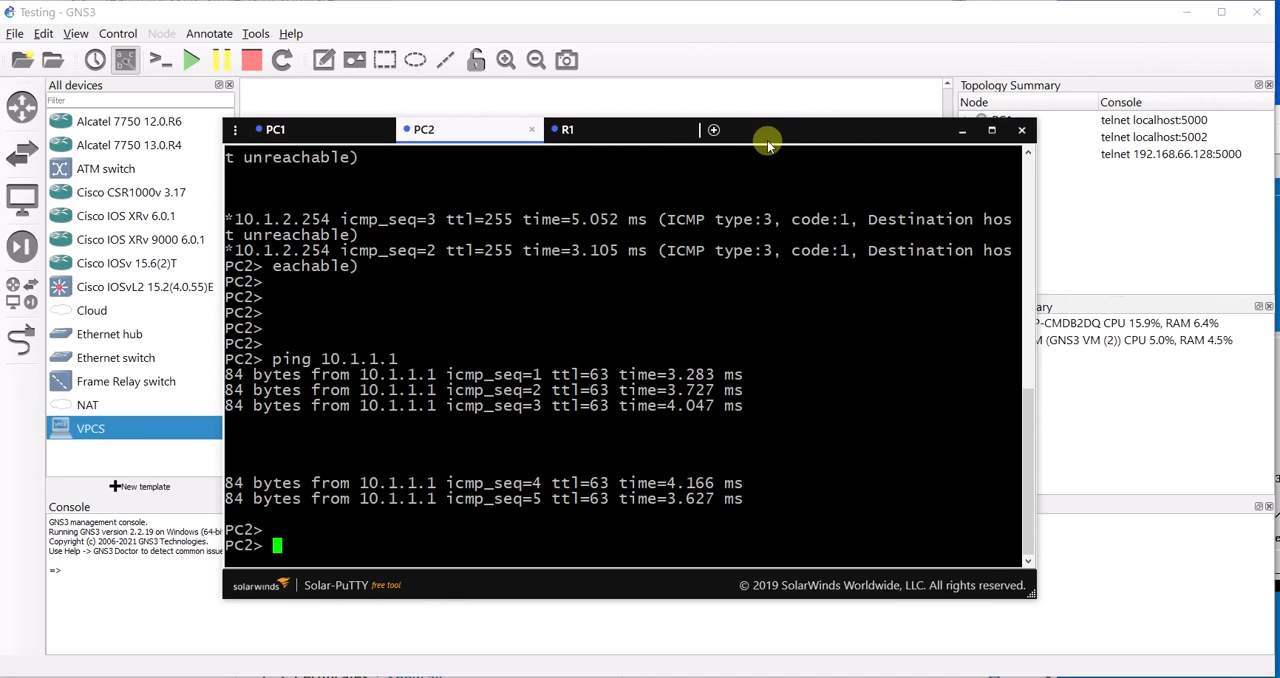 Testing - GNS3
File Edit View Control Node Annotate Tools Help
All devices
Filter
Alcatel 7750 12.0.R6
Alcatel 7750 13.0.R4
ATM switch
Cisco CSR1000v 3.17
Cisco IOS XRv 6.0.1
Cisco IOS XRv 9000 6.0.1
Cisco IOSv 15.6(2)T
Cisco IOSvL2 15.2(4.0.55)E
Cloud
Ethernet hub
Ethernet switch
Frame Relay switch
NAT
VPCS
New template
Console
GNS3 management console.
Running GNS3 version 2.2.19 on Windows (64-bit
Copyright (c) 2006-2021 GNS3 Technologies.
Use Help -> GNS3 Doctor to detect common issue
=>
PC1 PC2 R1
t unreachable)
*10.1.2.254 icmp_seq=3 ttl=255 time=5.052 ms (ICMP type:3, code:1, Destination hos
t unreachable)
*10.1.2.254 icmp_seq=2 ttl=255 time=3.105 ms (ICMP type:3, code:1, Destination hos
PC2> eachable)
PC2>
PC2>
PC2>
PC2>
PC2>
PC2> ping 10.1.1.1
84 bytes from 10.1.1.1 icmp_seq=1 ttl=63 time=3.283 ms
84 bytes from 10.1.1.1 icmp_seq=2 ttl=63 time=3.727 ms
84 bytes from 10.1.1.1 icmp_seq=3 ttl=63 time=4.047 ms
84 bytes from 10.1.1.1 icmp_seq=4 ttl=63 time=4.166 ms
84 bytes from 10.1.1.1 icmp_seq=5 ttl=63 time=3.627 ms
PC2>
PC2>
solarwinds | Solar-PuTTY free tool
© 2019 SolarWinds Worldwide, LLC. All rights reserved.
Topology Summary
Node Console
telnet localhost:5000
telnet localhost:5002
telnet 192.168.66.128:5000
ary
P-CMDB2DQ CPU 15.9%, RAM 6.4%
M (GNS3 VM (2)) CPU 5.0%, RAM 4.5%